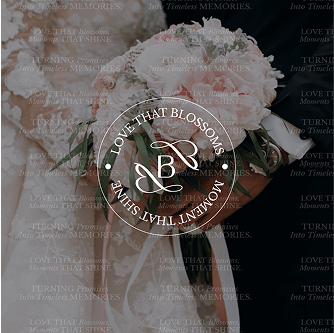 LOVE THAT BLOSSOMS
B
MOMENT THAT SHINE
TURNING Promises
Into Timeless MEMORIES.
LOVE THAT Blossoms
Moments THAT SHINE.